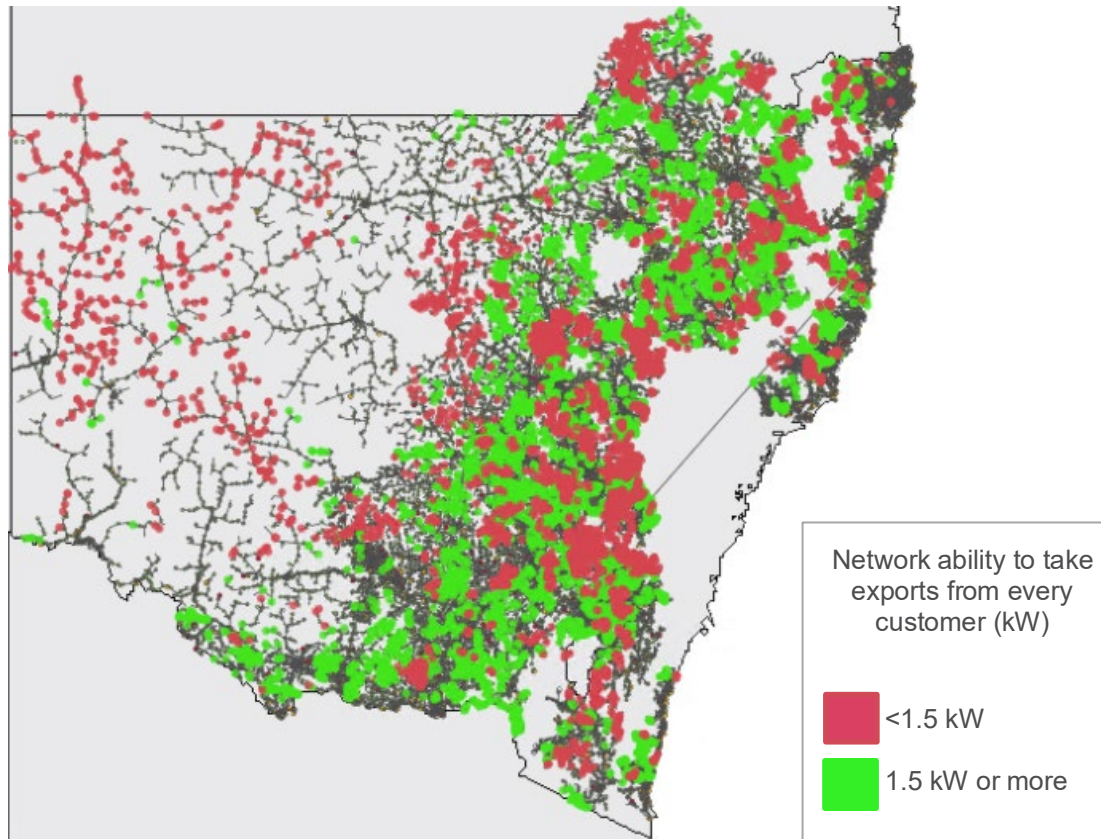 Network ability to take
exports from every
customer (kW)
<1.5 kW
1.5 kW or more